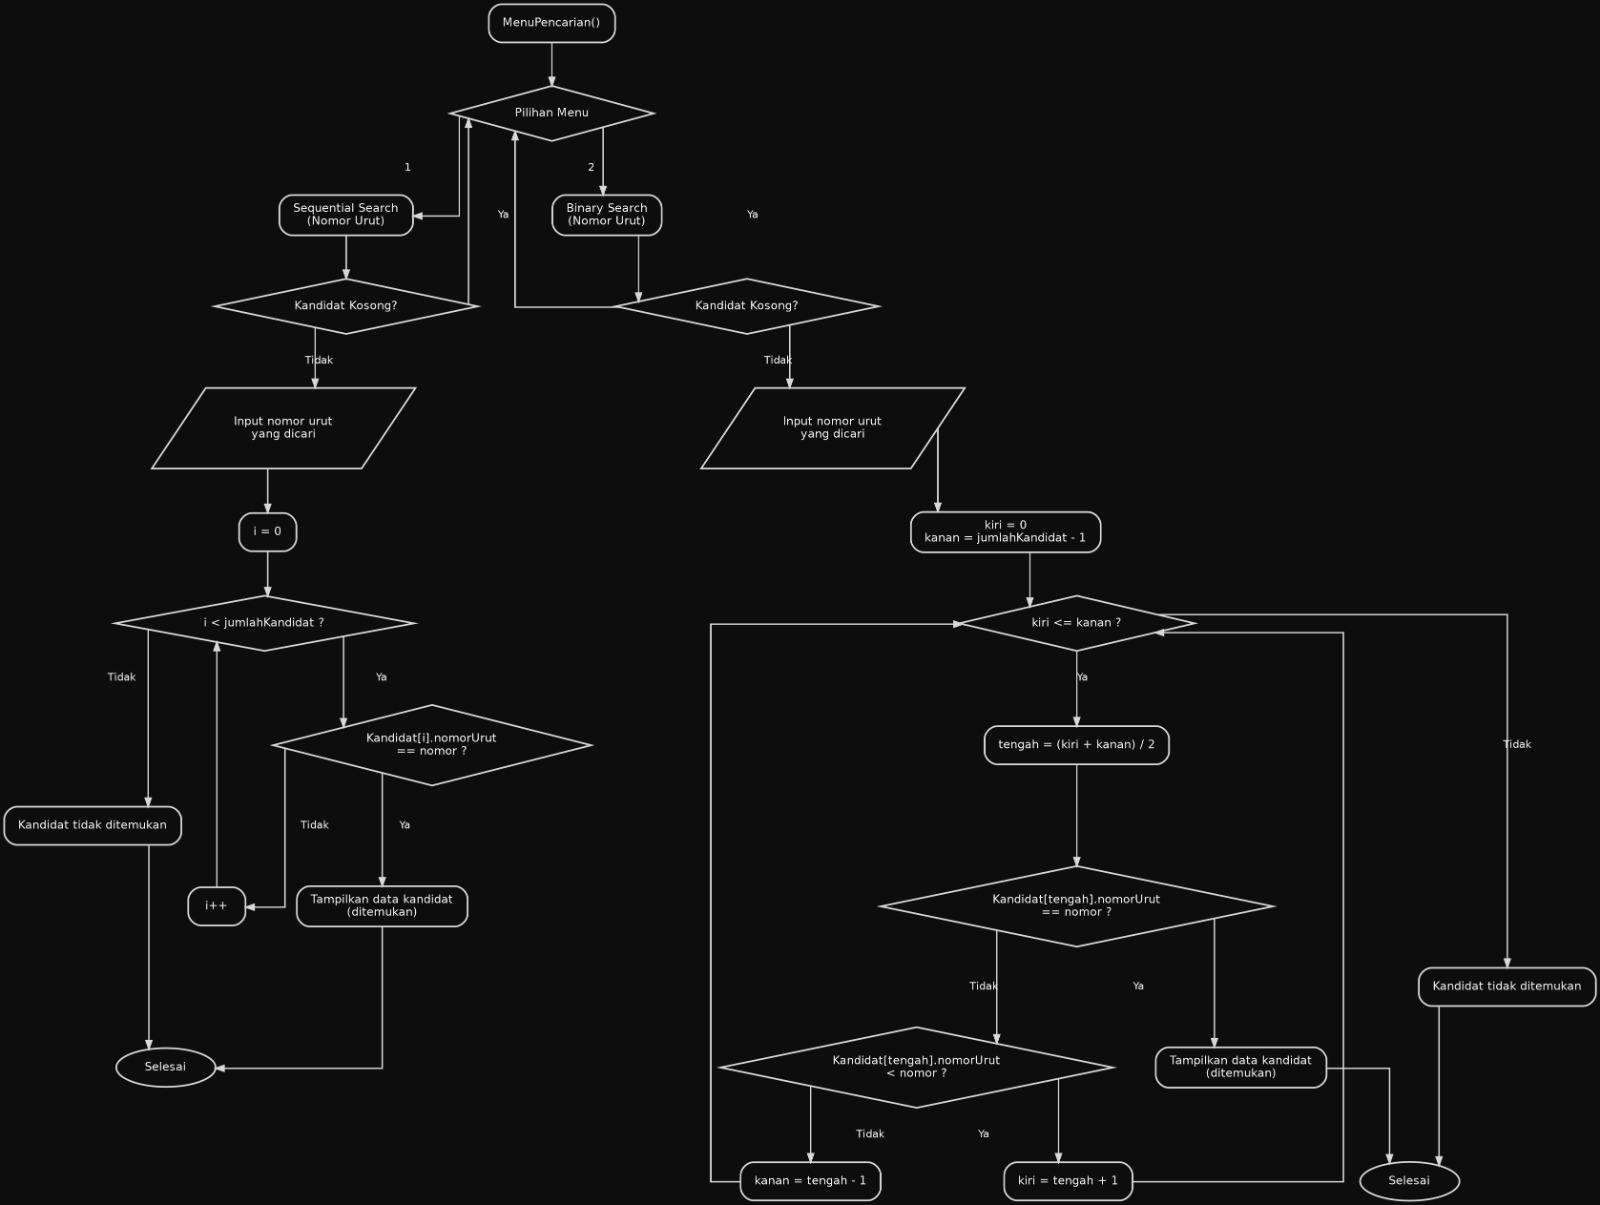 MenuPencarian()
Pilihan Menu
1
2
Sequential Search
(Nomor Urut)
Ya
Binary Search
(Nomor Urut)
Ya
Kandidat Kosong?
Kandidat Kosong?
Tidak
Tidak
Input nomor urut
yang dicari
Input nomor urut
yang dicari
i = 0
kiri = 0
kanan = jumlahKandidat - 1
i < jumlahKandidat ?
kiri <= kanan ?
Tidak
Ya
Ya
Kandidat[i].nomorUrut
== nomor ?
tengah = (kiri + kanan) / 2
Tidak
Kandidat tidak ditemukan
Tidak
Ya
i++
Tampilkan data kandidat
(ditemukan)
Kandidat[tengah].nomorUrut
== nomor ?
Tidak
Ya
Kandidat tidak ditemukan
Selesai
Kandidat[tengah].nomorUrut
< nomor ?
Tampilkan data kandidat
(ditemukan)
Tidak
Ya
kanan = tengah - 1
kiri = tengah + 1
Selesai